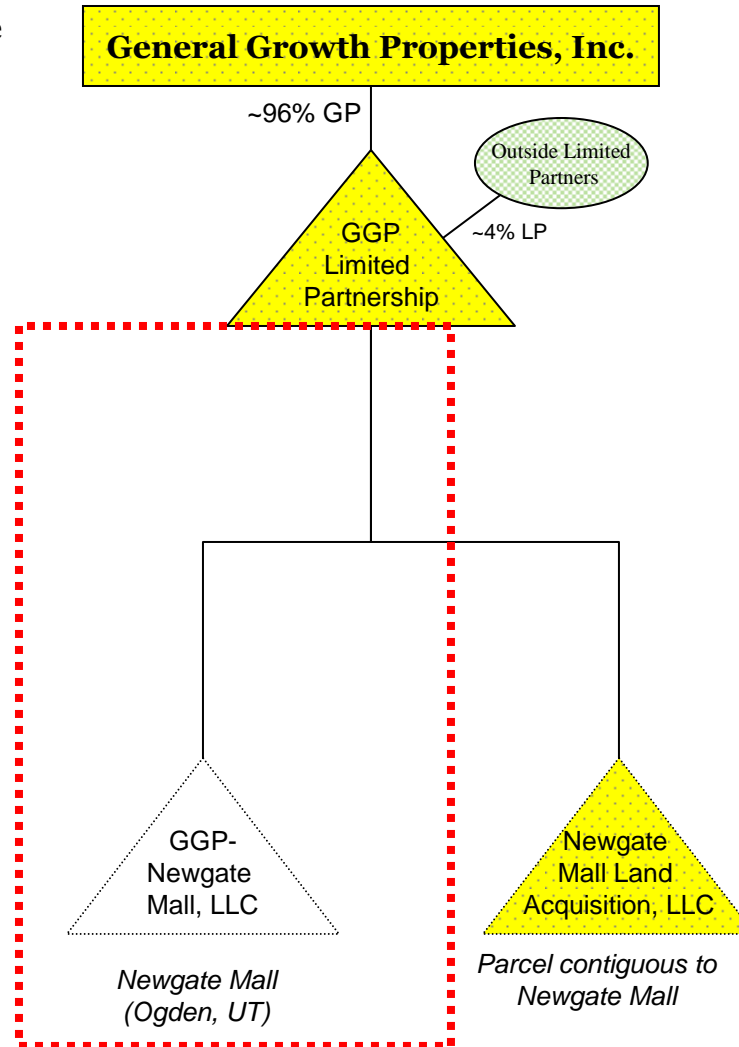 e
General Growth Properties, Inc.
~96% GP
Outside Limited
Partners
~4% LP
GGP
Limited
Partnership
GGP-
Newgate
Mall, LLC
Newgate
Mall Land
Acquisition, LLC
Newgate Mall
(Ogden, UT)
Parcel contiguous to
Newgate Mall